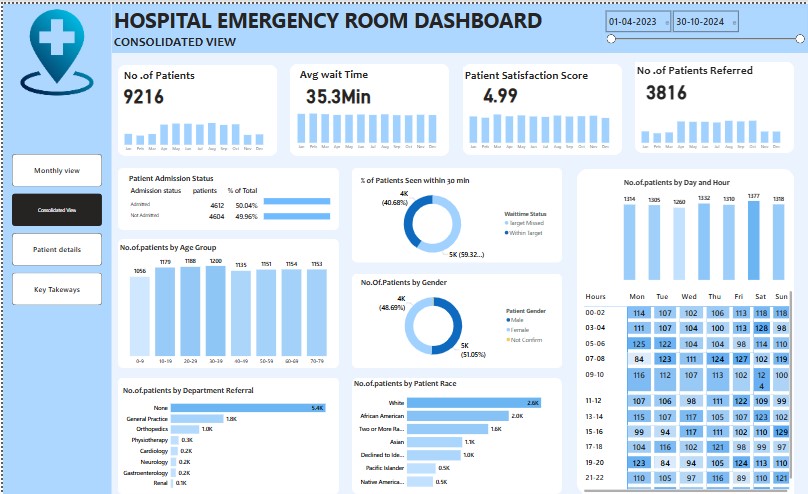 HOSPITAL EMERGENCY ROOM DASHBOARD
CONSOLIDATED VIEW
01-04-2023 30-10-2024
Monthly view
Consolidated View
Patient details
Key Takeways
No .of Patients
9216
Jan Feb Mar Apr May Jun Jul Aug Sep Oct Nov Dec
Avg wait Time
35.3Min
Jan Feb Mar Apr May Jun Jul Aug Sep Oct Nov Dec
Patient Satisfaction Score
4.99
Jan Feb Mar Apr May Jun Jul Aug Sep Oct Nov Dec
No .of Patients Referred
3816
Jan Feb Mar Apr May Jun Jul Aug Sep Oct Nov Dec
Patient Admission Status
Admission status patients % of Total
Admitted 4612 50.04%
Not Admitted 4604 49.96%
No.of.patients by Age Group
1056 1179 1188 1200 1135 1151 1154 1153
0-9 10-19 20-29 30-39 40-49 50-59 60-69 70-79
No.of.patients by Department Referral
None 5.4K
General Practice 1.8K
Orthopedics 1.0K
Physiotherapy 0.3K
Cardiology 0.2K
Neurology 0.2K
Gastroenterology 0.2K
Renal 0.1K
% of Patients Seen within 30 min
4K
(40.68%)
5K (59.32...)
Waittime Status
Target Missed
Within Target
No.Of.Patients by Gender
4K
(48.69%)
5K
(51.05%)
Patient Gender
Male
Female
Not Confirm
No.of.patients by Patient Race
White 2.6K
African American 2.0K
Two or More Ra... 1.6K
Asian 1.1K
Declined to Ide... 1.0K
Pacific Islander 0.5K
Native America... 0.5K
No.of.patients by Day and Hour
1314 1305 1260 1332 1310 1377 1318
Hours Mon Tue Wed Thu Fri Sat Sun
00-02 114 107 102 106 113 118 118
03-04 111 107 104 100 113 128 98
05-06 125 122 104 104 98 114 110
07-08 84 123 111 124 127 102 119
09-10 116 112 107 113 102 12 100
4
11-12 107 106 98 111 122 109 99
13-14 115 107 117 105 107 123 102
15-16 99 94 117 111 102 110 129
17-18 104 116 102 121 98 99 97
19-20 123 84 94 105 124 113 110
21-22 110 105 97 116 89 110 121